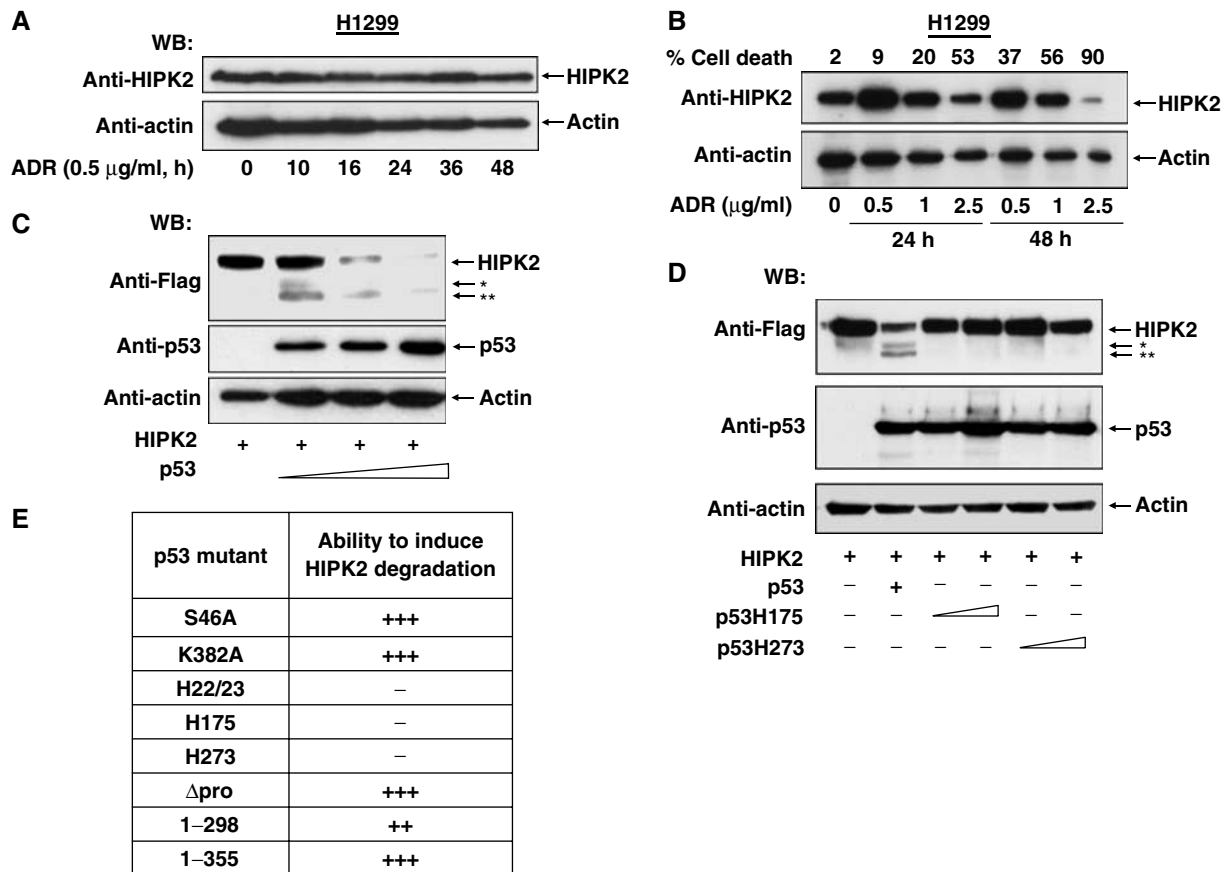 A
H1299
WB:
Anti-HIPK2
HIPK2
Anti-actin
Actin
ADR (0.5 μg/ml, h) 0 10 16 24 36 48
B
H1299
% Cell death 2 9 20 53 37 56 90
Anti-HIPK2
HIPK2
Anti-actin
Actin
ADR (μg/ml) 0 0.5 1 2.5 0.5 1 2.5
24 h 48 h
C
WB:
Anti-Flag
HIPK2
*
**
Anti-p53
p53
Anti-actin
Actin
HIPK2 + + + +
p53
D
WB:
Anti-Flag
HIPK2
*
**
Anti-p53
p53
Anti-actin
Actin
HIPK2 + + + + + +
p53 – + – – – –
p53H175 – – – –
p53H273 – – – –
E
p53 mutant Ability to induce
HIPK2 degradation
S46A +++
K382A +++
H22/23 –
H175 –
H273 –
Δpro +++
1–298 ++
1–355 +++